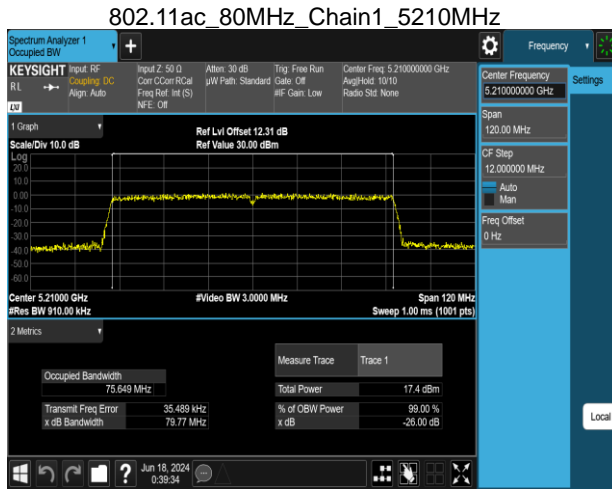 802.11ac_80MHz_Chain1_5210MHz
Spectrum Analyzer 1
Occupied BW
Frequency
KEYSIGHT
Input: RF
Coupling: DC
Align: Auto
Input Z: 50 Ω
Corr CCorr RCal
Freq Ref: Int (S)
NFE: Off
Atten: 30 dB
µW Path: Standard
Trig: Free Run
Gate: Off
#IF Gain: Low
Center Freq: 5.210000000 GHz
Avg|Hold: 10/10
Radio Std: None
R L
LXI
Center Frequency
5.210000000 GHz
Settings
Span
120.00 MHz
CF Step
12.000000 MHz
Auto
Man
Freq Offset
0 Hz
Local
1 Graph
Scale/Div 10.0 dB
Ref Lvl Offset 12.31 dB
Ref Value 30.00 dBm
Log
20.0
10.0
0.00
-10.0
-20.0
-30.0
-40.0
-50.0
-60.0
Center 5.21000 GHz
#Res BW 910.00 kHz
#Video BW 3.0000 MHz
Span 120 MHz
Sweep 1.00 ms (1001 pts)
2 Metrics
Measure Trace Trace 1
Occupied Bandwidth
75.649 MHz
Total Power 17.4 dBm
Transmit Freq Error 35.489 kHz
% of OBW Power 99.00 %
x dB Bandwidth 79.77 MHz
x dB -26.00 dB
Jun 18, 2024
0:39:34